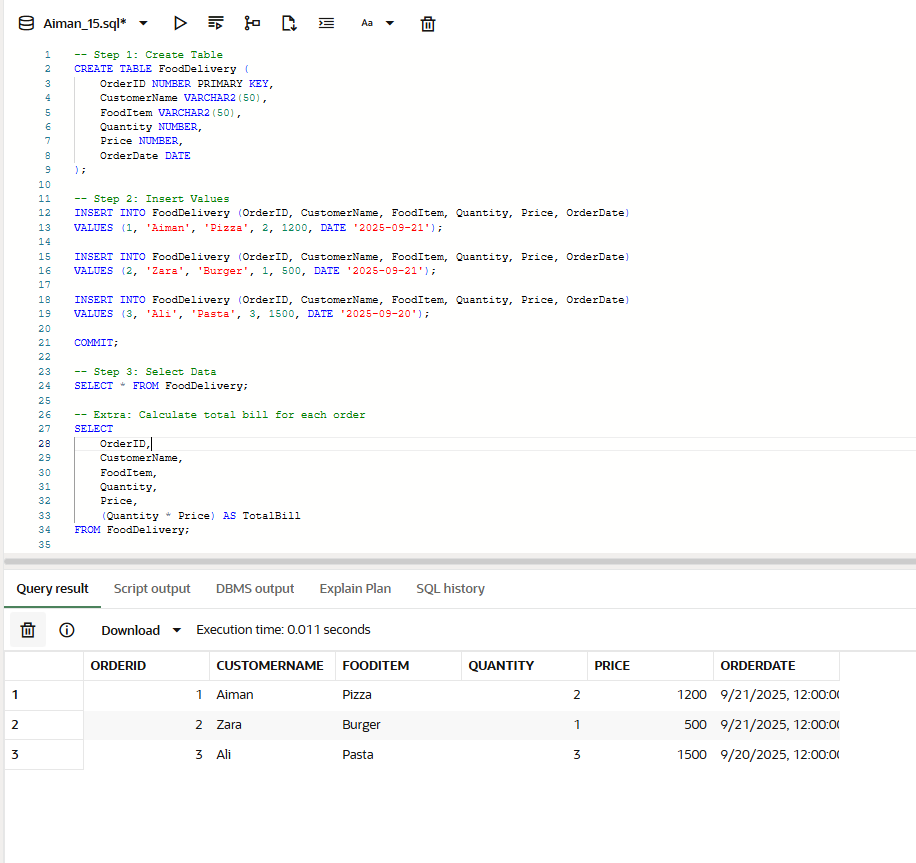 Aiman_15.sql*
Aa
1 -- Step 1: Create Table
2 CREATE TABLE FoodDelivery (
3 OrderID NUMBER PRIMARY KEY,
4 CustomerName VARCHAR2(50),
5 FoodItem VARCHAR2(50),
6 Quantity NUMBER,
7 Price NUMBER,
8 OrderDate DATE
9 );
10
11 -- Step 2: Insert Values
12 INSERT INTO FoodDelivery (OrderID, CustomerName, FoodItem, Quantity, Price, OrderDate)
13 VALUES (1, 'Aiman', 'Pizza', 2, 1200, DATE '2025-09-21');
14
15 INSERT INTO FoodDelivery (OrderID, CustomerName, FoodItem, Quantity, Price, OrderDate)
16 VALUES (2, 'Zara', 'Burger', 1, 500, DATE '2025-09-21');
17
18 INSERT INTO FoodDelivery (OrderID, CustomerName, FoodItem, Quantity, Price, OrderDate)
19 VALUES (3, 'Ali', 'Pasta', 3, 1500, DATE '2025-09-20');
20
21 COMMIT;
22
23 -- Step 3: Select Data
24 SELECT * FROM FoodDelivery;
25
26 -- Extra: Calculate total bill for each order
27 SELECT
28 OrderID,
29 CustomerName,
30 FoodItem,
31 Quantity,
32 Price,
33 (Quantity * Price) AS TotalBill
34 FROM FoodDelivery;
35
Query result Script output DBMS output Explain Plan SQL history
Download Execution time: 0.011 seconds
ORDERID CUSTOMERNAME FOODITEM QUANTITY PRICE ORDERDATE
1 1 Aiman Pizza 2 1200 9/21/2025, 12:00:00
2 2 Zara Burger 1 500 9/21/2025, 12:00:00
3 3 Ali Pasta 3 1500 9/20/2025, 12:00:00